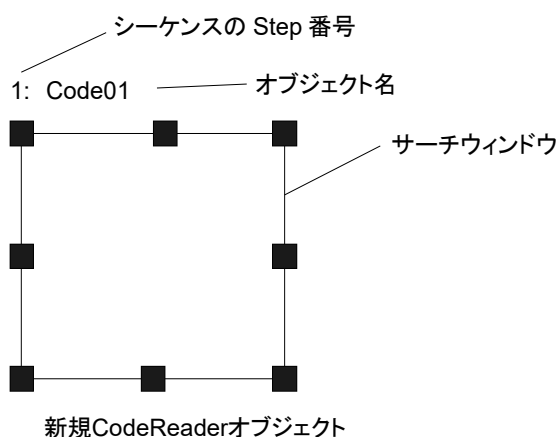 シーケンスの Step 番号
1: Code01
オブジェクト名
サーチウィンドウ
新規CodeReaderオブジェクト